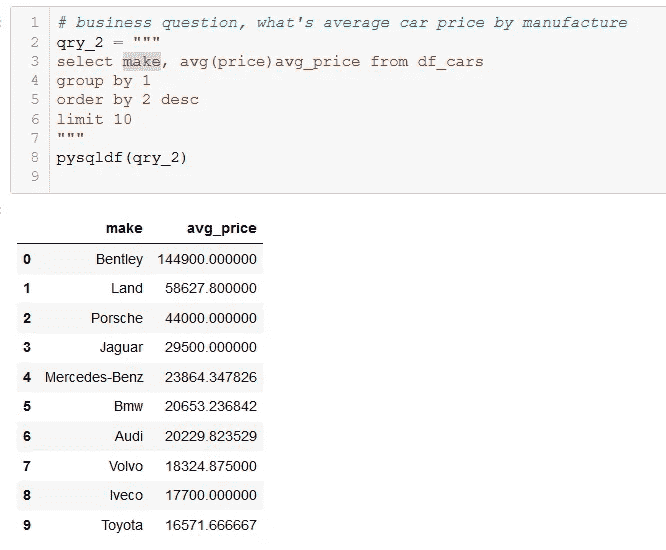 1 # business question, what's average car price by manufacture
2 qry_2 = """
3 select make, avg(price)avg_price from df_cars
4 group by 1
5 order by 2 desc
6 limit 10
7 """
8 pysqldf(qry_2)
9
make avg_price
0 Bentley 144900.000000
1 Land 58627.800000
2 Porsche 44000.000000
3 Jaguar 29500.000000
4 Mercedes-Benz 23864.347826
5 Bmw 20653.236842
6 Audi 20229.823529
7 Volvo 18324.875000
8 Iveco 17700.000000
9 Toyota 16571.666667